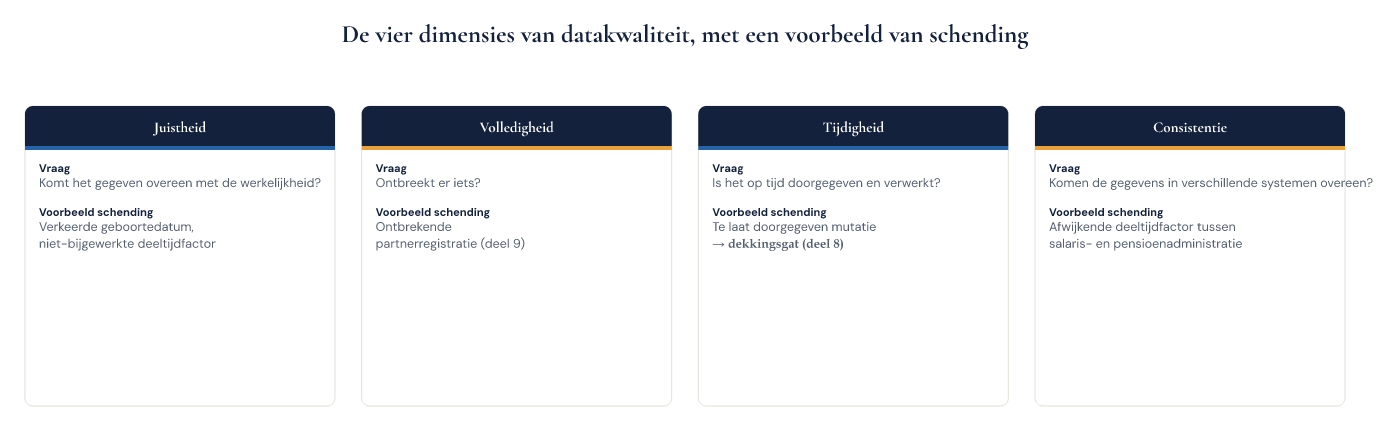 De vier dimensies van datakwaliteit, met een voorbeeld van schending
Juistheid
Vraag
Komt het gegeven overeen met de werkelijkheid?
Voorbeeld schending
Verkeerde geboortedatum,
niet-bijgewerkte deeltijdfactor
Volledigheid
Vraag
Ontbreekt er iets?
Voorbeeld schending
Ontbrekende
partnerregistratie (deel 9)
Tijdigheid
Vraag
Is het op tijd doorgegeven en verwerkt?
Voorbeeld schending
Te laat doorgegeven mutatie
→ dekkingsgat (deel 8)
Consistentie
Vraag
Komen de gegevens in verschillende systemen overeen?
Voorbeeld schending
Afwijkende deeltijdfactor tussen
salaris- en pensioenadministratie